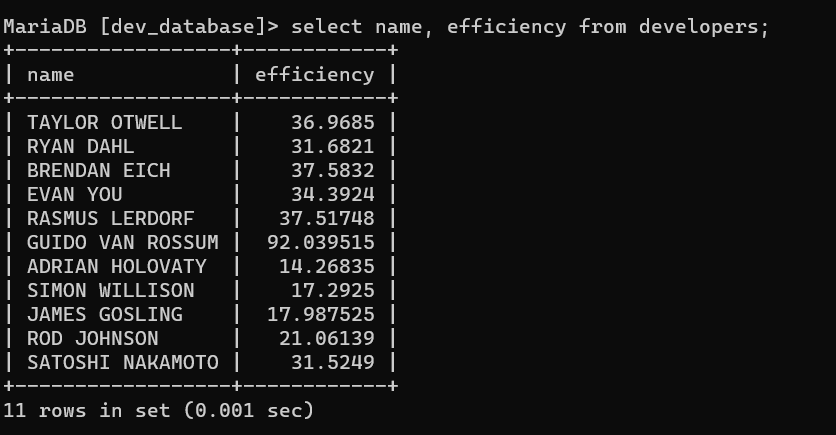 MariaDB [dev_database]> select name, efficiency from developers;
+------------------+------------+
| name             | efficiency |
+------------------+------------+
| TAYLOR OTWELL    |    36.9685 |
| RYAN DAHL        |    31.6821 |
| BRENDAN EICH     |    37.5832 |
| EVAN YOU         |    34.3924 |
| RASMUS LERDORF   |   37.51748 |
| GUIDO VAN ROSSUM |  92.039515 |
| ADRIAN HOLOVATY  |   14.26835 |
| SIMON WILLISON   |    17.2925 |
| JAMES GOSLING    |  17.987525 |
| ROD JOHNSON      |   21.06139 |
| SATOSHI NAKAMOTO |    31.5249 |
+------------------+------------+
11 rows in set (0.001 sec)